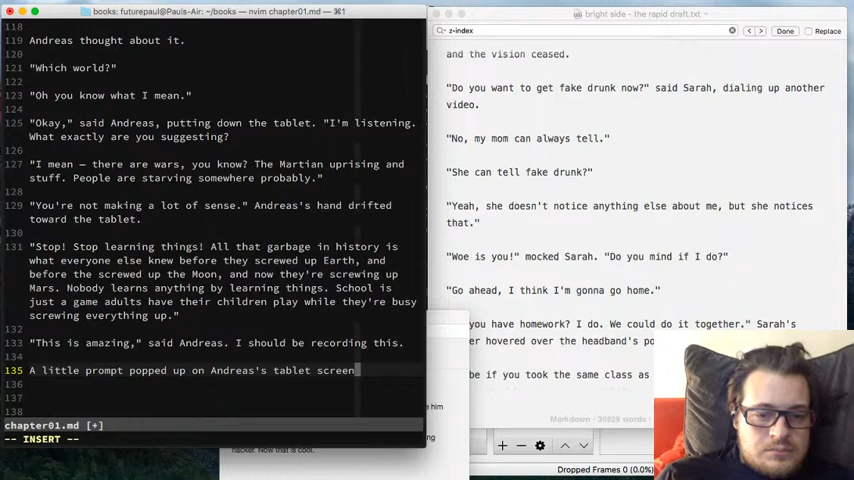 books: futurepaul@Pauls-Air: ~/books — nvim chapter01.md — ⌘1
118
119 Andreas thought about it.
120
121 "Which world?"
122
123 "Oh you know what I mean."
124
125 "Okay," said Andreas, putting down the tablet. "I'm listening.
What exactly are you suggesting?
126
127 "I mean — there are wars, you know? The Martian uprising and
stuff. People are starving somewhere probably."
128
129 "You're not making a lot of sense." Andreas's hand drifted
toward the tablet.
130
131 "Stop! Stop learning things! All that garbage in history is
what everyone else knew before they screwed up Earth, and
before the screwed up the Moon, and now they're screwing up
Mars. Nobody learns anything by learning things. School is
just a game adults have their children play while they're busy
screwing everything up."
132
133 "This is amazing," said Andreas. I should be recording this.
134
135 A little prompt popped up on Andreas's tablet screen
136
137
138
chapter01.md [+]
-- INSERT --
bright side - the rapid draft.txt
z-index
Done
Replace
and the vision ceased.
"Do you want to get fake drunk now?" said Sarah, dialing up another
video.
"No, my mom can always tell."
"She can tell fake drunk?"
"Yeah, she doesn't notice anything else about me, but she notices
that."
"Woe is you!" mocked Sarah. "Do you mind if I do?"
"Go ahead, I think I'm gonna go home."
you have homework? I do. We could do it together." Sarah's
hovered over the headband's
if you took the same class as
Markdown
words
him
hacker. Now that is cool.
Dropped Frames 0 (0.0%)